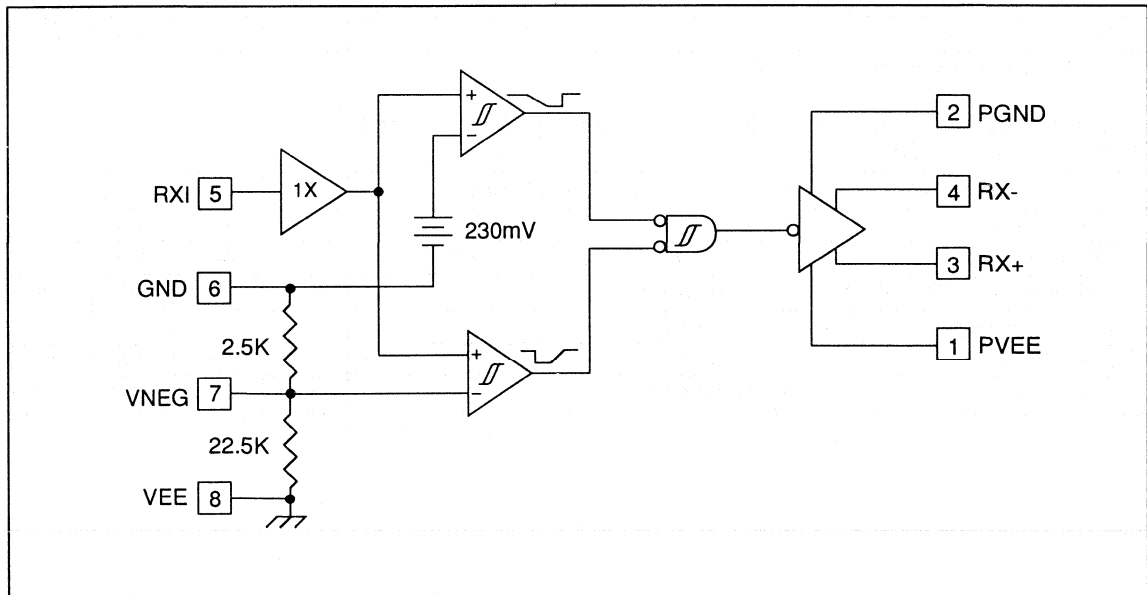 2 PGND
+
−
RXI 5
1X
4 RX-
230mV
3 RX+
GND 6
2.5K
+
1 PVEE
VNEG 7
−
22.5K
VEE 8